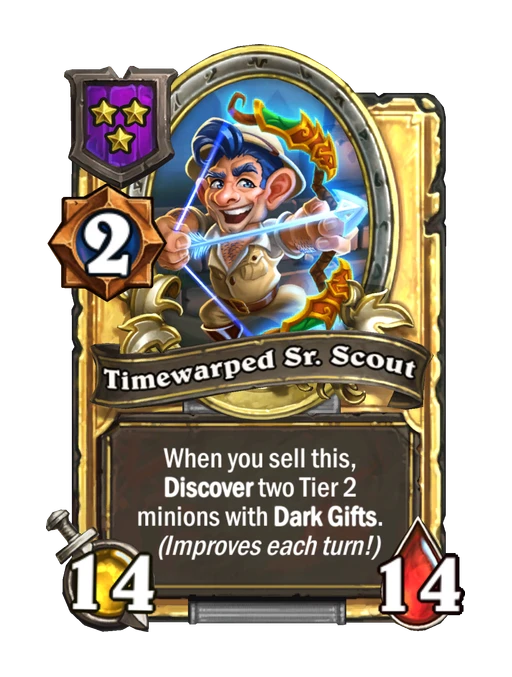 2
Timewarped Sr. Scout
When you sell this,
Discover two Tier 2
minions with Dark Gifts.
(Improves each turn!)
14
14